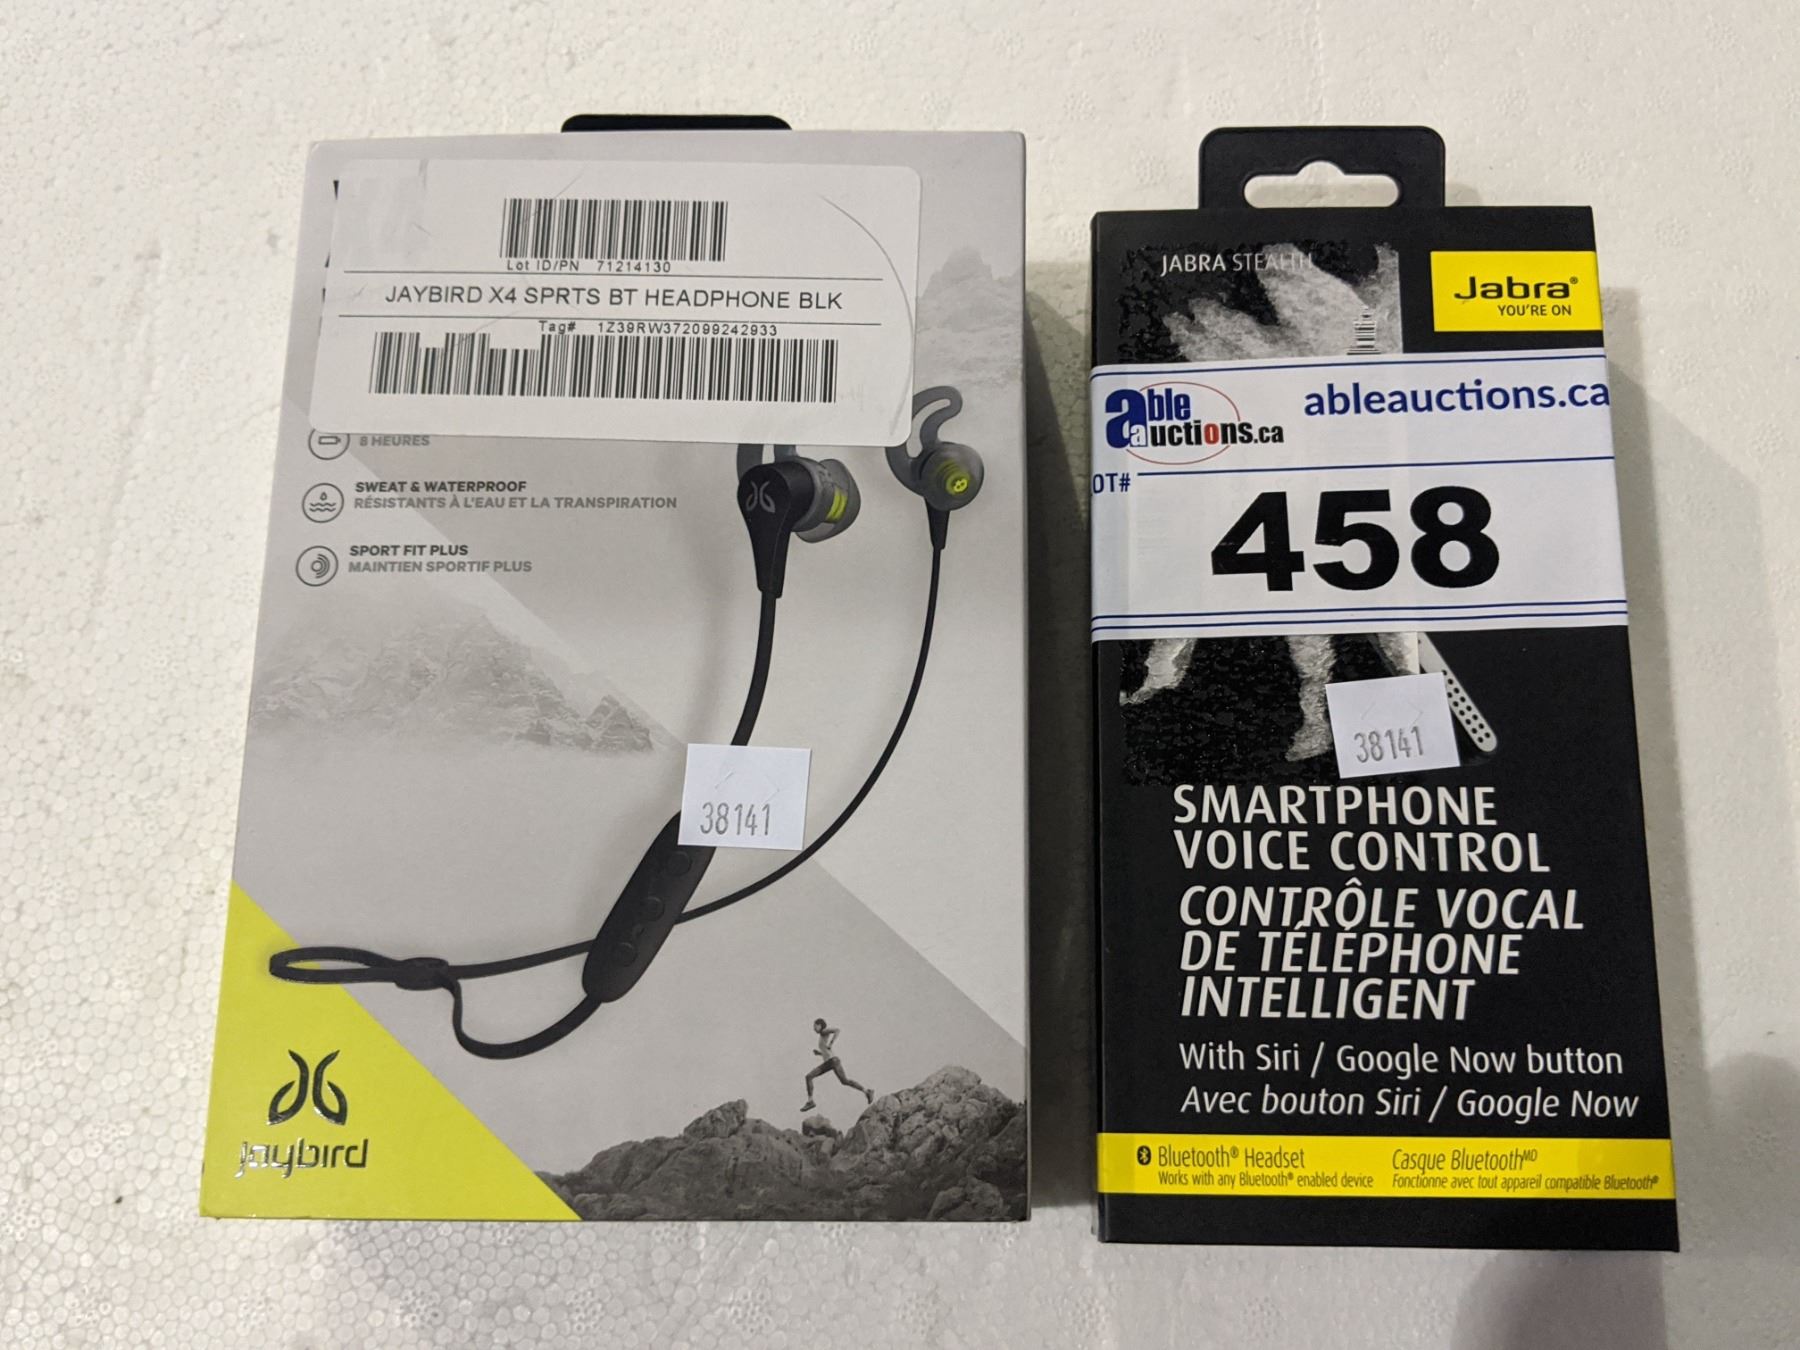 Lot ID/PN 71214130
JAYBIRD X4 SPRTS BT HEADPHONE BLK
Tag# 1Z39RW372099242933
8 HEURES
SWEAT & WATERPROOF
RÉSISTANTS À L'EAU ET LA TRANSPIRATION
SPORT FIT PLUS
MAINTIEN SPORTIF PLUS
38141
jaybird
JABRA STEALTH
Jabra®
YOU'RE ON
able auctions.ca
ableauctions.ca
OT#
458
38141
SMARTPHONE
VOICE CONTROL
CONTRÔLE VOCAL
DE TÉLÉPHONE
INTELLIGENT
With Siri / Google Now button
Avec bouton Siri / Google Now
Bluetooth® Headset
Works with any Bluetooth® enabled device
Casque Bluetooth MD
Fonctionne avec tout appareil compatible Bluetooth®